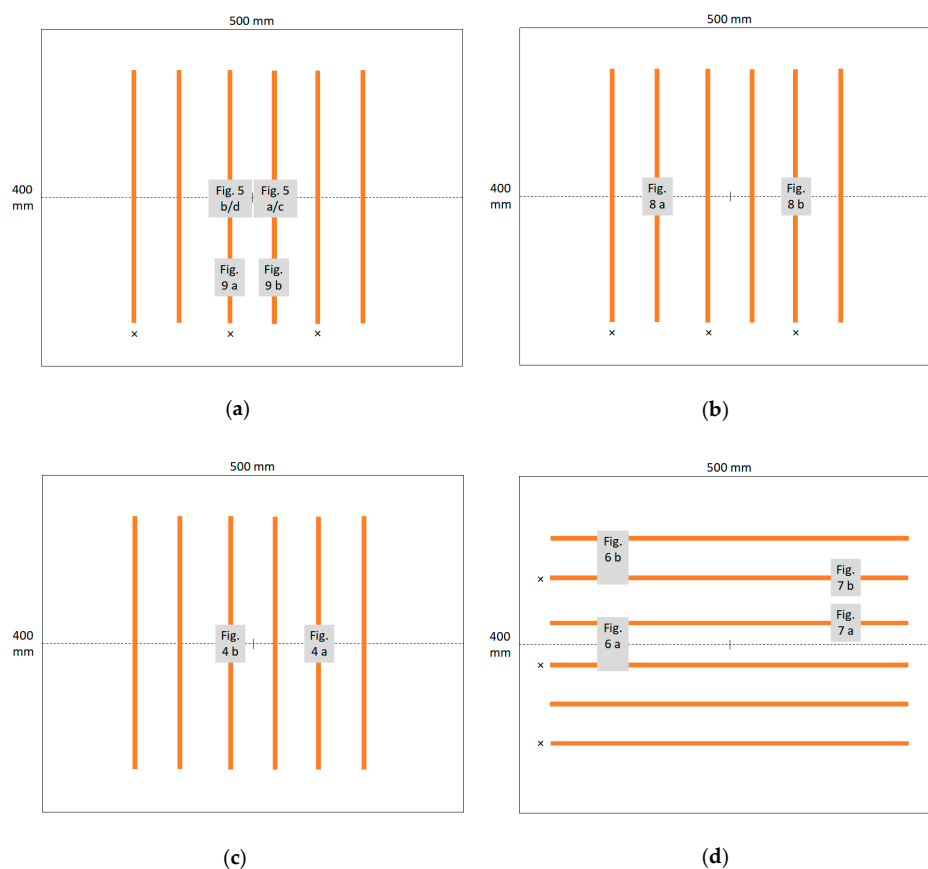 500 mm
500 mm
400
mm
Fig. 5
b/d
Fig. 5
a/c
Fig.
9 a
Fig.
9 b
× × ×
(a)
400
mm
Fig.
8 a
Fig.
8 b
× × ×
(b)
500 mm
500 mm
400
mm
Fig.
4 b
Fig.
4 a
(c)
400
mm
Fig.
6 b
×
Fig.
7 b
Fig.
7 a
Fig.
6 a
×
×
(d)